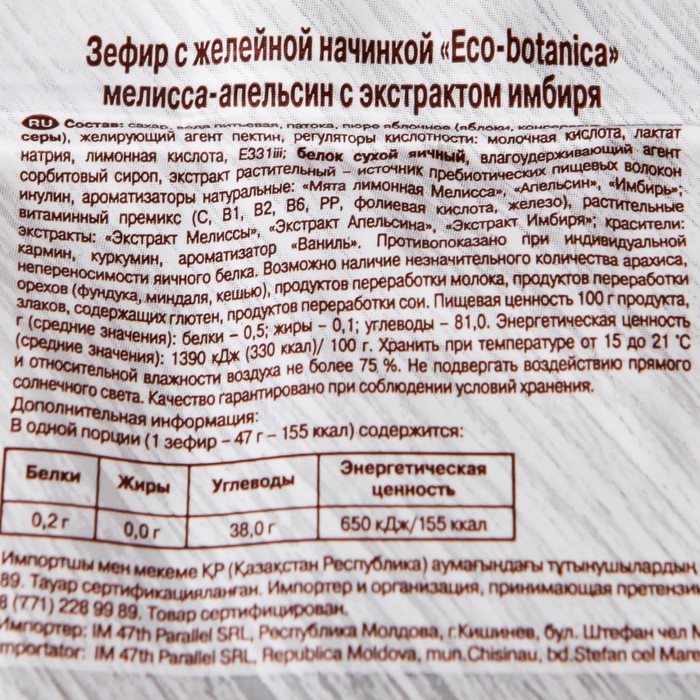 Зефир с желейной начинкой «Eco-botanica»
мелисса-апельсин с экстрактом имбиря
RU Состав: сахар, вода питьевая, патока, пюре яблочное (яблоки,
серы), желирующий агент пектин, регуляторы кислотности: молочная кислота, лактат
натрия, лимонная кислота, Е331iii; белок сухой яичный, влагоудерживающий агент
сорбитовый сироп, экстракт растительный – источник пребиотических пищевых волокон
инулин, ароматизаторы натуральные: «Мята лимонная Мелисса», «Апельсин», «Имбирь»;
витаминный премикс (С, В1, В2, В6, РР, фолиевая кислота, железо), растительные
экстракты: «Экстракт Мелиссы», «Экстракт Апельсина», «Экстракт Имбиря»; красители:
кармин, куркумин, ароматизатор «Ваниль». Противопоказано при индивидуальной
непереносимости яичного белка. Возможно наличие незначительного количества арахиса,
орехов (фундука, миндаля, кешью), продуктов переработки молока, продуктов переработки
злаков, содержащих глютен, продуктов переработки сои. Пищевая ценность 100 г продукта,
г (средние значения): белки – 0,5; жиры – 0,1; углеводы – 81,0. Энергетическая ценность
(средние значения): 1390 кДж (330 ккал)/ 100 г. Хранить при температуре от 15 до 21 °С
и относительной влажности воздуха не более 75 %. Не подвергать воздействию прямого
солнечного света. Качество гарантировано при соблюдении условий хранения.
Дополнительная информация:
В одной порции (1 зефир – 47 г – 155 ккал) содержится:
Белки Жиры Углеводы Энергетическая ценность
0,2 г 0,0 г 38,0 г 650 кДж/155 ккал
Импортшы мен мекеме ҚР (Қазақстан Республика) аумағындағы тұтынушылардың
89. Тауар сертификацияланған. Импортер и организация, принимающая претензи
8 (771) 228 99 89. Товар сертифицирован.
Импортер: IM 47th Parallel SRL, Республика Молдова, г.Кишинев, бул. Штефан чел М
importator: IM 47th Parallel SRL, Republica Moldova, mun.Chisinau, bd.Stefan cel Mare